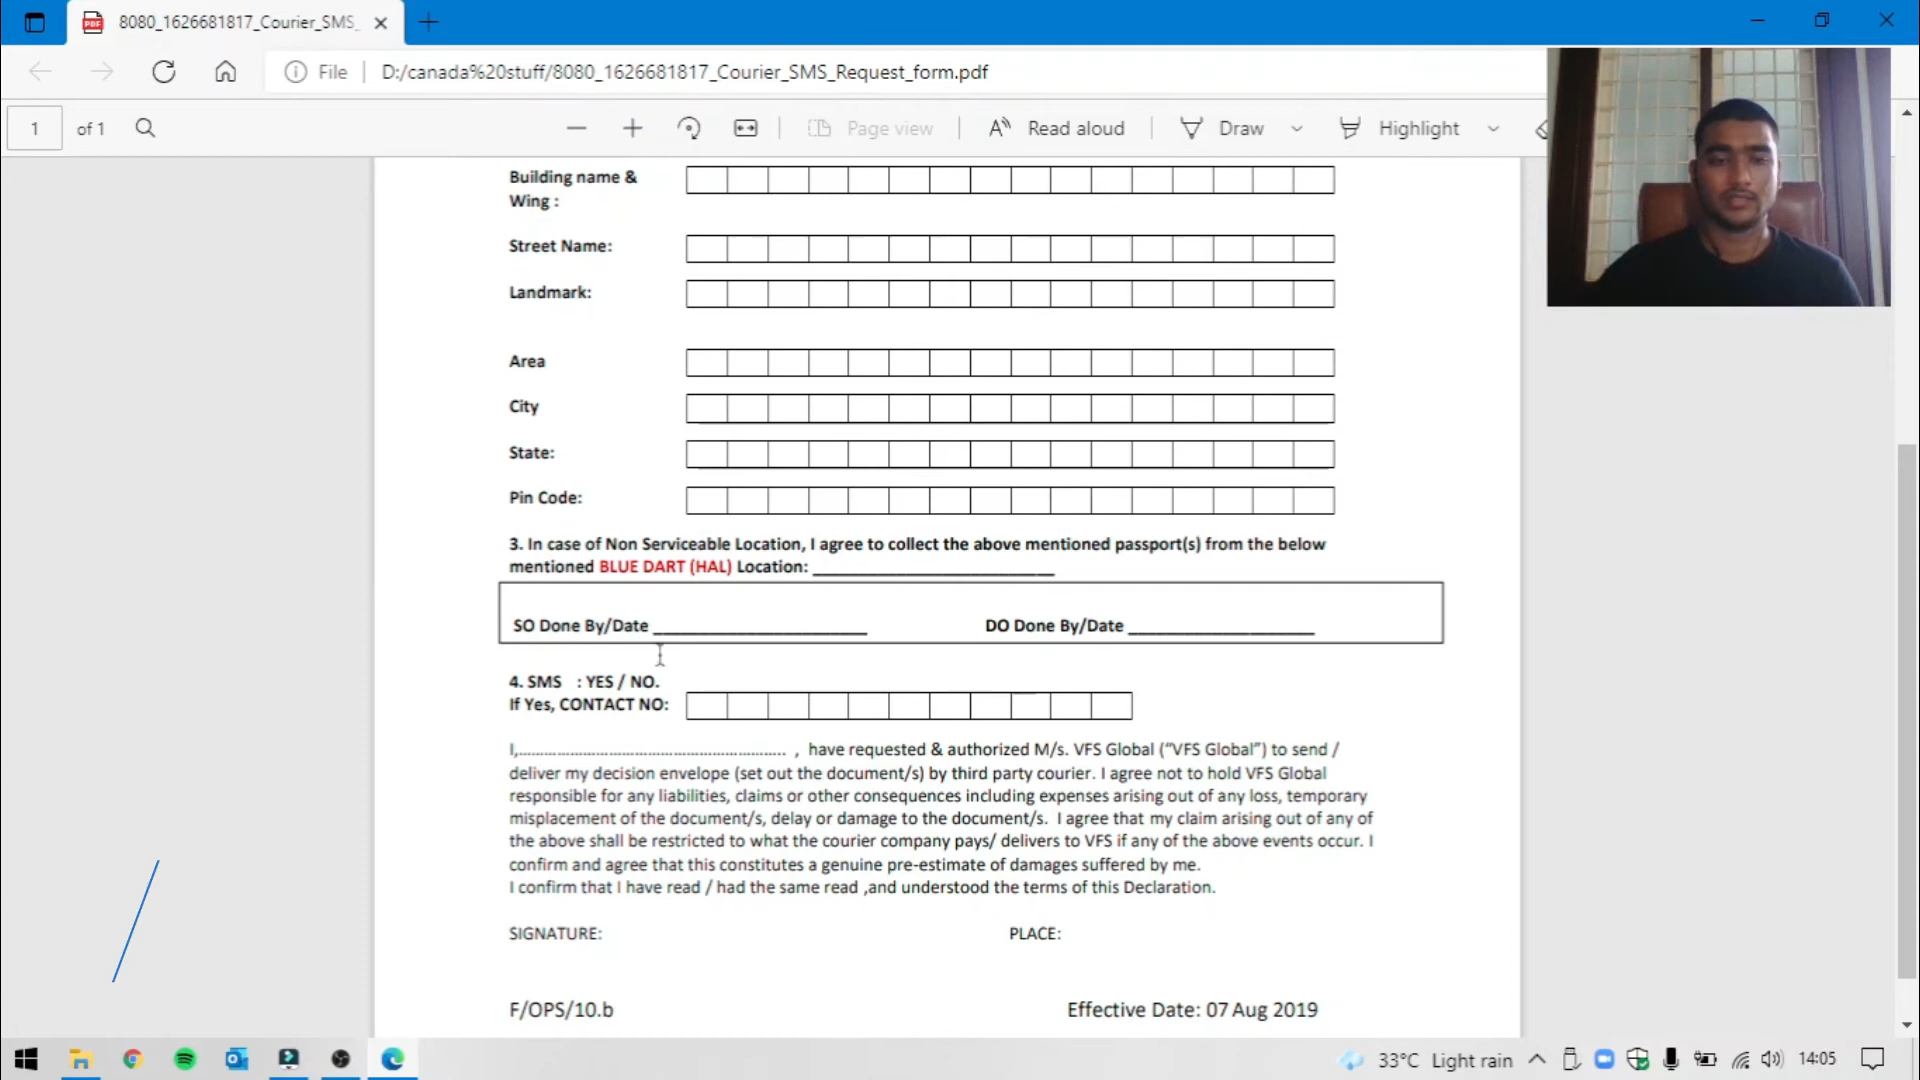 8080_1626681817_Courier_SMS_
File
D:/canada%20stuff/8080_1626681817_Courier_SMS_Request_form.pdf
1 of 1
Page view
Read aloud
Draw
Highlight
Building name &
Wing :
Street Name:
Landmark:
Area
City
State:
Pin Code:
3. In case of Non Serviceable Location, I agree to collect the above mentioned passport(s) from the below
mentioned BLUE DART (HAL) Location: ___________________________
SO Done By/Date ________________________ DO Done By/Date _____________________
4. SMS : YES / NO.
If Yes, CONTACT NO:
I,................................................................ , have requested & authorized M/s. VFS Global (“VFS Global”) to send /
deliver my decision envelope (set out the document/s) by third party courier. I agree not to hold VFS Global
responsible for any liabilities, claims or other consequences including expenses arising out of any loss, temporary
misplacement of the document/s, delay or damage to the document/s. I agree that my claim arising out of any of
the above shall be restricted to what the courier company pays/ delivers to VFS if any of the above events occur. I
confirm and agree that this constitutes a genuine pre-estimate of damages suffered by me.
I confirm that I have read / had the same read ,and understood the terms of this Declaration.
SIGNATURE: PLACE:
F/OPS/10.b Effective Date: 07 Aug 2019
33°C Light rain 14:05